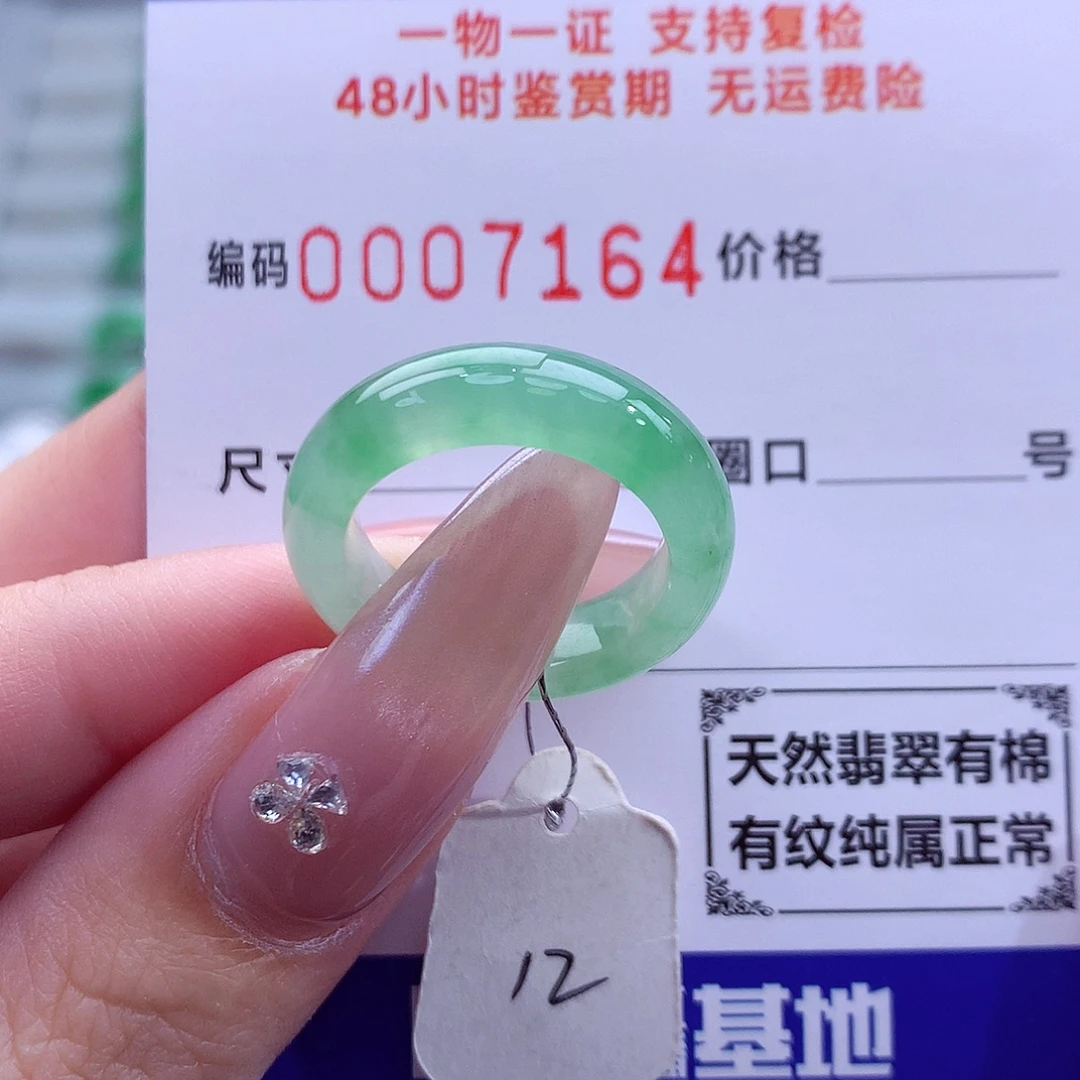 一物一证 支持复检
48小时鉴赏期 无运费险
编码0007164价格
尺寸 圈口 号
天然翡翠有棉
有纹纯属正常
12
基地